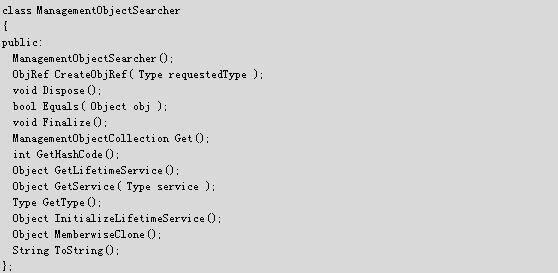 class ManagementObjectSearcher
{
public:
  ManagementObjectSearcher();
  ObjRef CreateObjRef( Type requestedType );
  void Dispose();
  bool Equals( Object obj );
  void Finalize();
  ManagementObjectCollection Get();
  int GetHashCode();
  Object GetLifetimeService();
  Object GetService( Type service );
  Type GetType();
  Object InitializeLifetimeService();
  Object MemberwiseClone();
  String ToString();
};